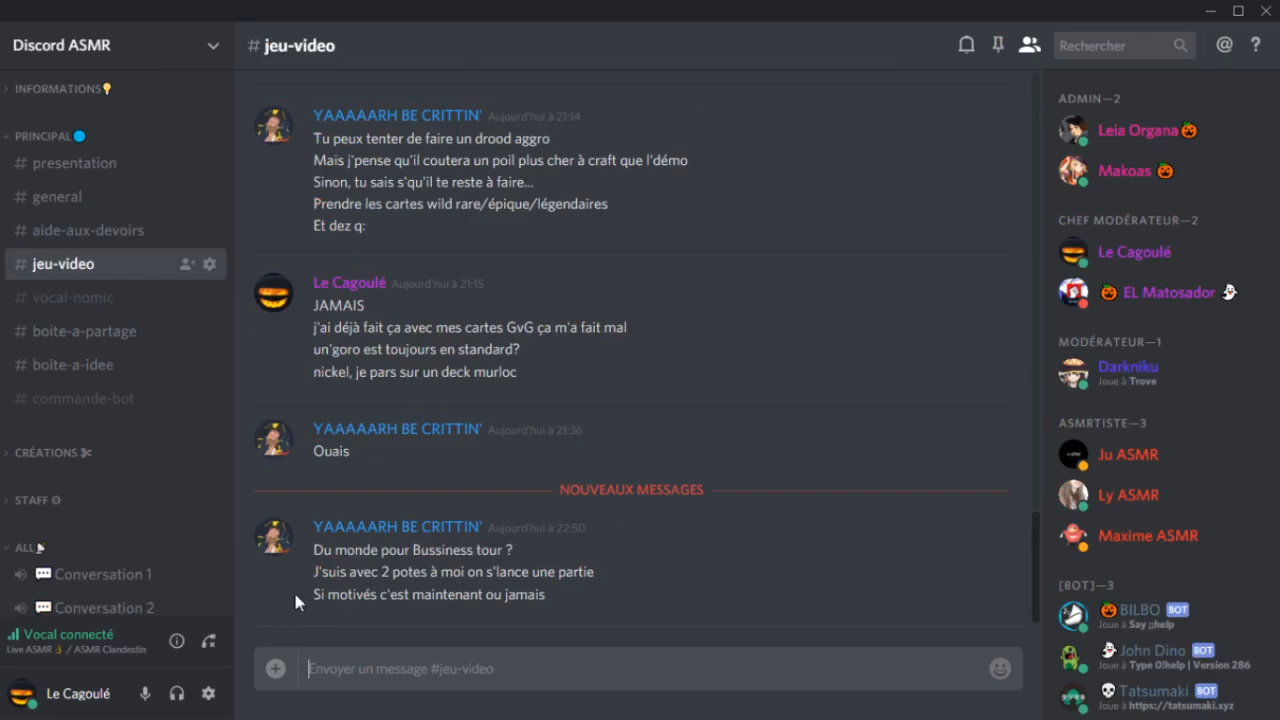 Discord ASMR
INFORMATIONS
PRINCIPAL
# presentation
# general
# aide-aux-devoirs
# jeu-video
# vocal-nomic
# boite-a-partage
# boite-a-idee
# commande-bot
CRÉATIONS
STAFF
ALL
Conversation 1
Conversation 2
Vocal connecté
Live ASMR / ASMR Clandestin
Le Cagoulé
# jeu-video
Rechercher
@ ?
YAAAAARH BE CRITTIN' Aujourd'hui à 21:14
Tu peux tenter de faire un drood aggro
Mais j'pense qu'il coutera un poil plus cher à craft que l'démo
Sinon, tu sais s'qu'il te reste à faire...
Prendre les cartes wild rare/épique/légendaires
Et dez q:
Le Cagoulé Aujourd'hui à 21:15
JAMAIS
j'ai déjà fait ça avec mes cartes GvG ça m'a fait mal
un'goro est toujours en standard?
nickel, je pars sur un deck murloc
YAAAAARH BE CRITTIN' Aujourd'hui à 21:36
Ouais
NOUVEAUX MESSAGES
YAAAAARH BE CRITTIN' Aujourd'hui à 22:50
Du monde pour Bussiness tour ?
J'suis avec 2 potes à moi on s'lance une partie
Si motivés c'est maintenant ou jamais
Envoyer un message #jeu-video
ADMIN—2
Leia Organa
Makoas
CHEF MODÉRATEUR—2
Le Cagoulé
EL Matosador
MODÉRATEUR—1
Darkniku
Joue à Trove
ASMRTISTE—3
Ju ASMR
Ly ASMR
Maxime ASMR
[BOT]—3
BILBO BOT
Joue à Say ;;help
John Dino BOT
Joue à Type 0!help | Version 286
Tatsumaki BOT
Joue à https://tatsumaki.xyz